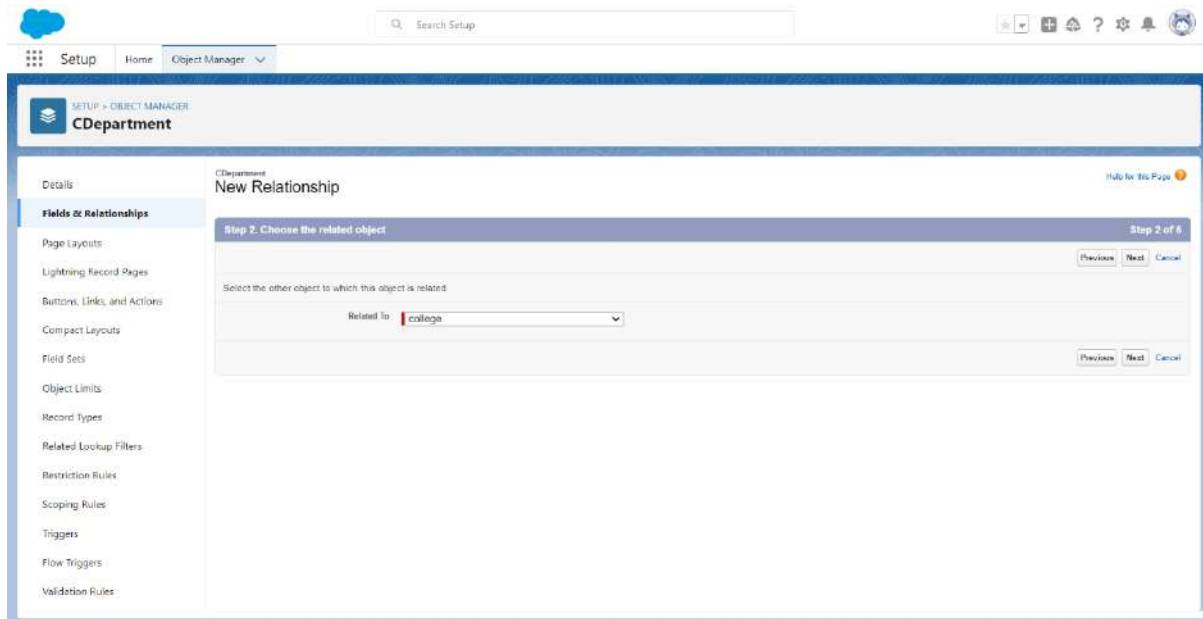 Search Setup
Setup Home Object Manager
SETUP > OBJECT MANAGER
CDepartment
Details
Fields & Relationships
Page Layouts
Lightning Record Pages
Buttons, Links, and Actions
Compact Layouts
Field Sets
Object Limits
Record Types
Related Lookup Filters
Restriction Rules
Scoping Rules
Triggers
Flow Triggers
Validation Rules
CDepartment
New Relationship
Help for this Page
Step 2. Choose the related object Step 2 of 6
Previous Next Cancel
Select the other object to which this object is related.
Related To college
Previous Next Cancel